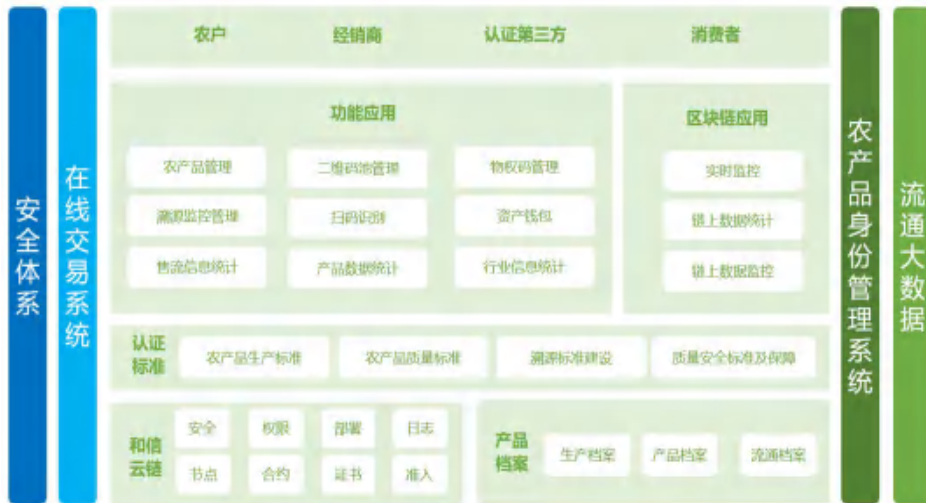 安全体系
在线交易系统
农户 经销商 认证第三方 消费者
功能应用
农产品管理 二维码池管理 物权码管理
溯源监控管理 扫码识别 资产钱包
售流信息统计 产品数据统计 行业信息统计
区块链应用
实时监控
链上数据统计
链上数据监控
认证标准
农产品生产标准 农产品质量标准 溯源标准建设 质量安全标准及保障
和信云链
安全 权限 部署 日志
节点 合约 证书 准入
产品档案
生产档案 产品档案 流通档案
农产品身份管理系统
流通大数据